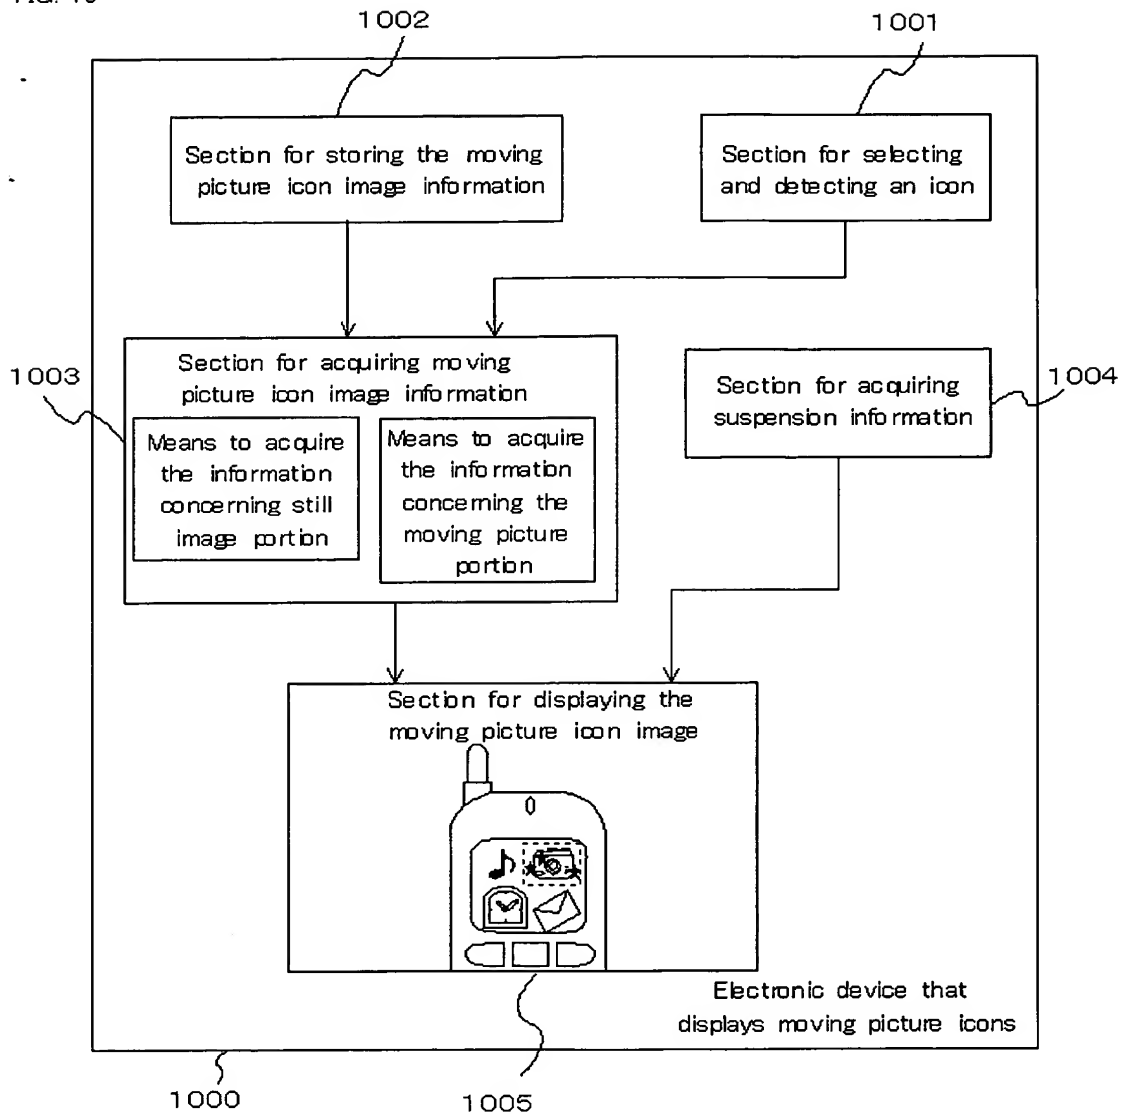 1002
1001
Section for storing the moving
picture icon image information
Section for selecting
and detecting an icon
1003
Section for acquiring moving
picture icon image information
Means to acquire
the information
concerning still
image portion
Means to acquire
the information
concerning the
moving picture
portion
Section for acquiring
suspension information
1004
Section for displaying the
moving picture icon image
Electronic device that
displays moving picture icons
1000
1005